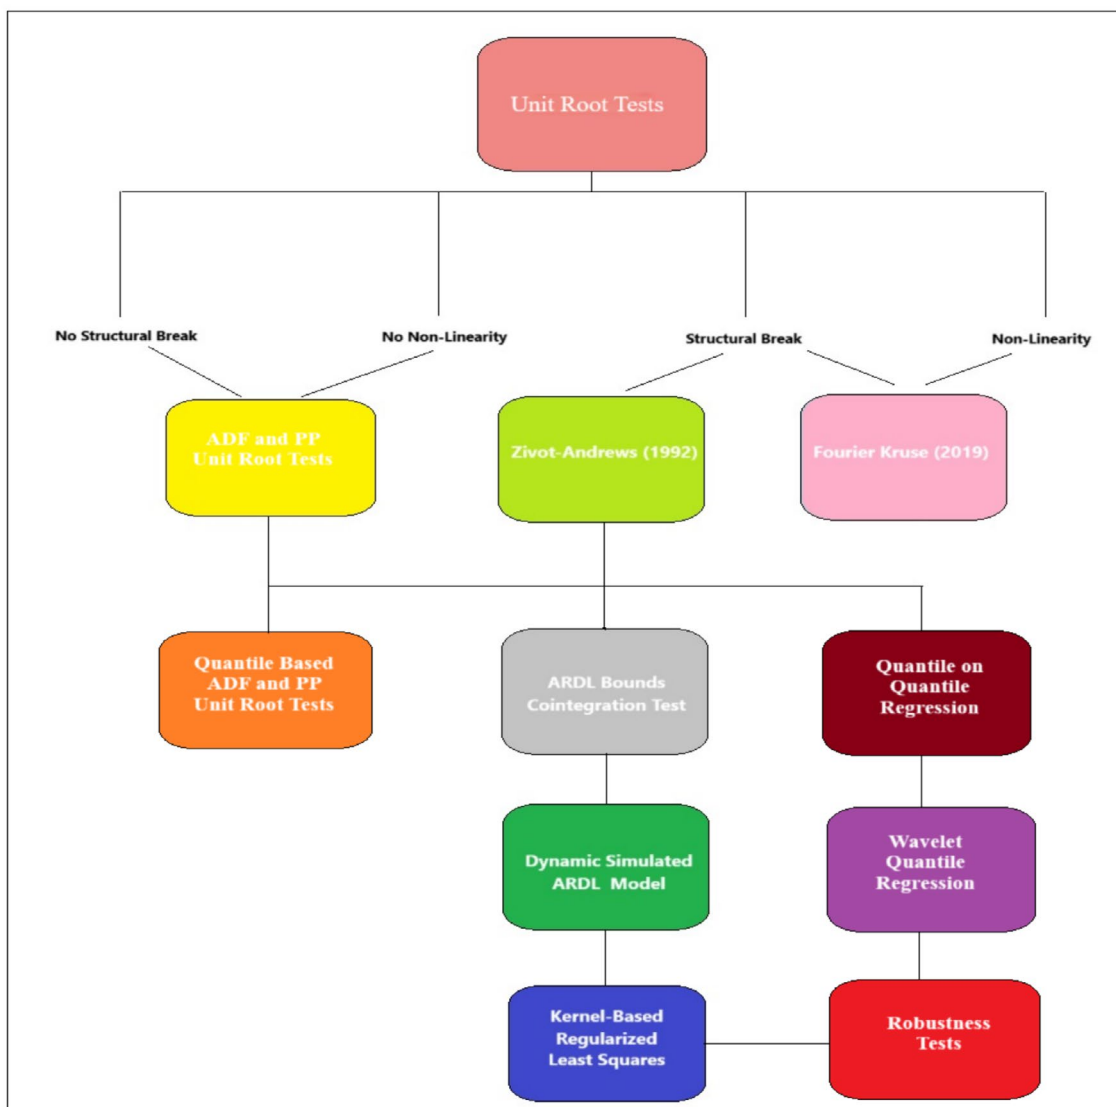 Unit Root Tests
No Structural Break
No Non-Linearity
Structural Break
Non-Linearity
ADF and PP
Unit Root Tests
Zivot-Andrews (1992)
Fourier Kruse (2019)
Quantile Based
ADF and PP
Unit Root Tests
ARDL Bounds
Cointegration Test
Quantile on
Quantile
Regression
Dynamic Simulated
ARDL Model
Wavelet
Quantile
Regression
Kernel-Based
Regularized
Least Squares
Robustness
Tests